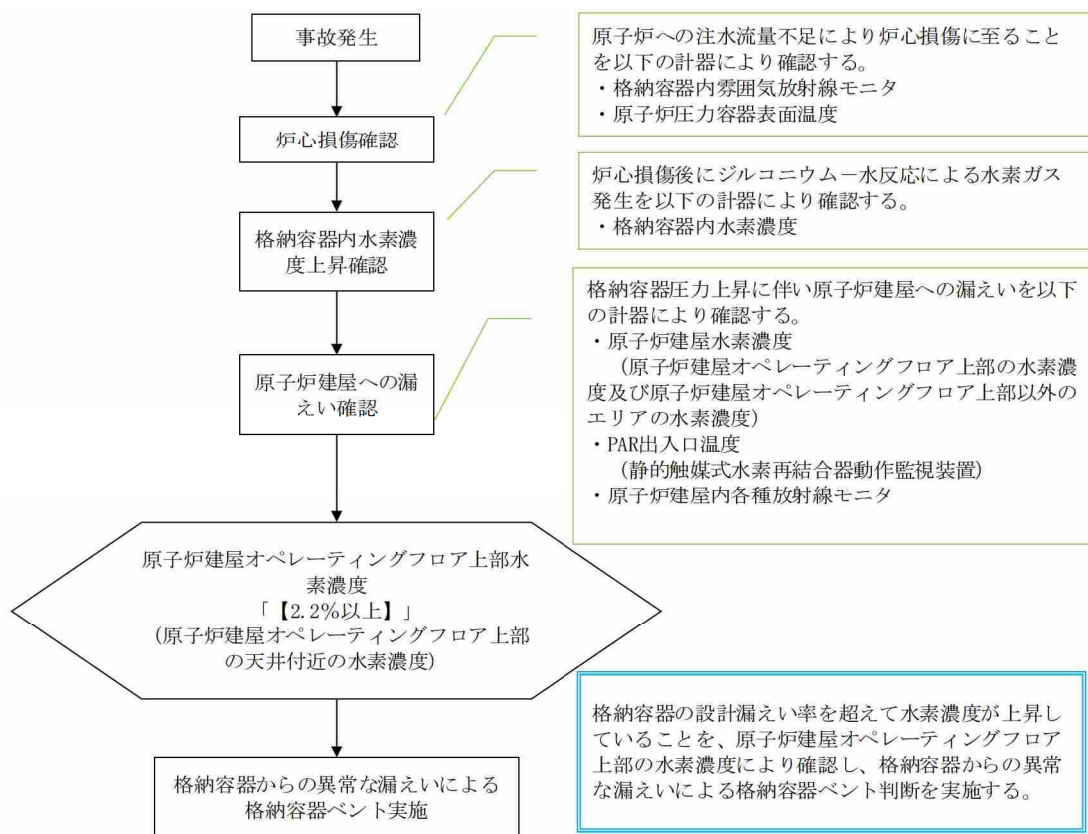 事故発生
原子炉への注水流量不足により炉心損傷に至ること
を以下の計器により確認する。
・格納容器内雰囲気放射線モニタ
・原子炉圧力容器表面温度
炉心損傷確認
炉心損傷後にジルコニウム－水反応による水素ガス
発生を以下の計器により確認する。
・格納容器内水素濃度
格納容器内水素濃
度上昇確認
格納容器圧力上昇に伴い原子炉建屋への漏えいを以下
の計器により確認する。
・原子炉建屋水素濃度
（原子炉建屋オペレーティングフロア上部の水素濃
度及び原子炉建屋オペレーティングフロア上部以外の
エリアの水素濃度）
・PAR出入口温度
（静的触媒式水素再結合器動作監視装置）
・原子炉建屋内各種放射線モニタ
原子炉建屋への漏
えい確認
原子炉建屋オペレーティングフロア上部水
素濃度
「【2.2%以上】」
（原子炉建屋オペレーティングフロア上部
の天井付近の水素濃度）
格納容器の設計漏えい率を超えて水素濃度が上昇し
ていることを、原子炉建屋オペレーティングフロア
上部の水素濃度により確認し、格納容器からの異常
な漏えいによる格納容器ベント判断を実施する。
格納容器からの異常な漏えいによる
格納容器ベント実施